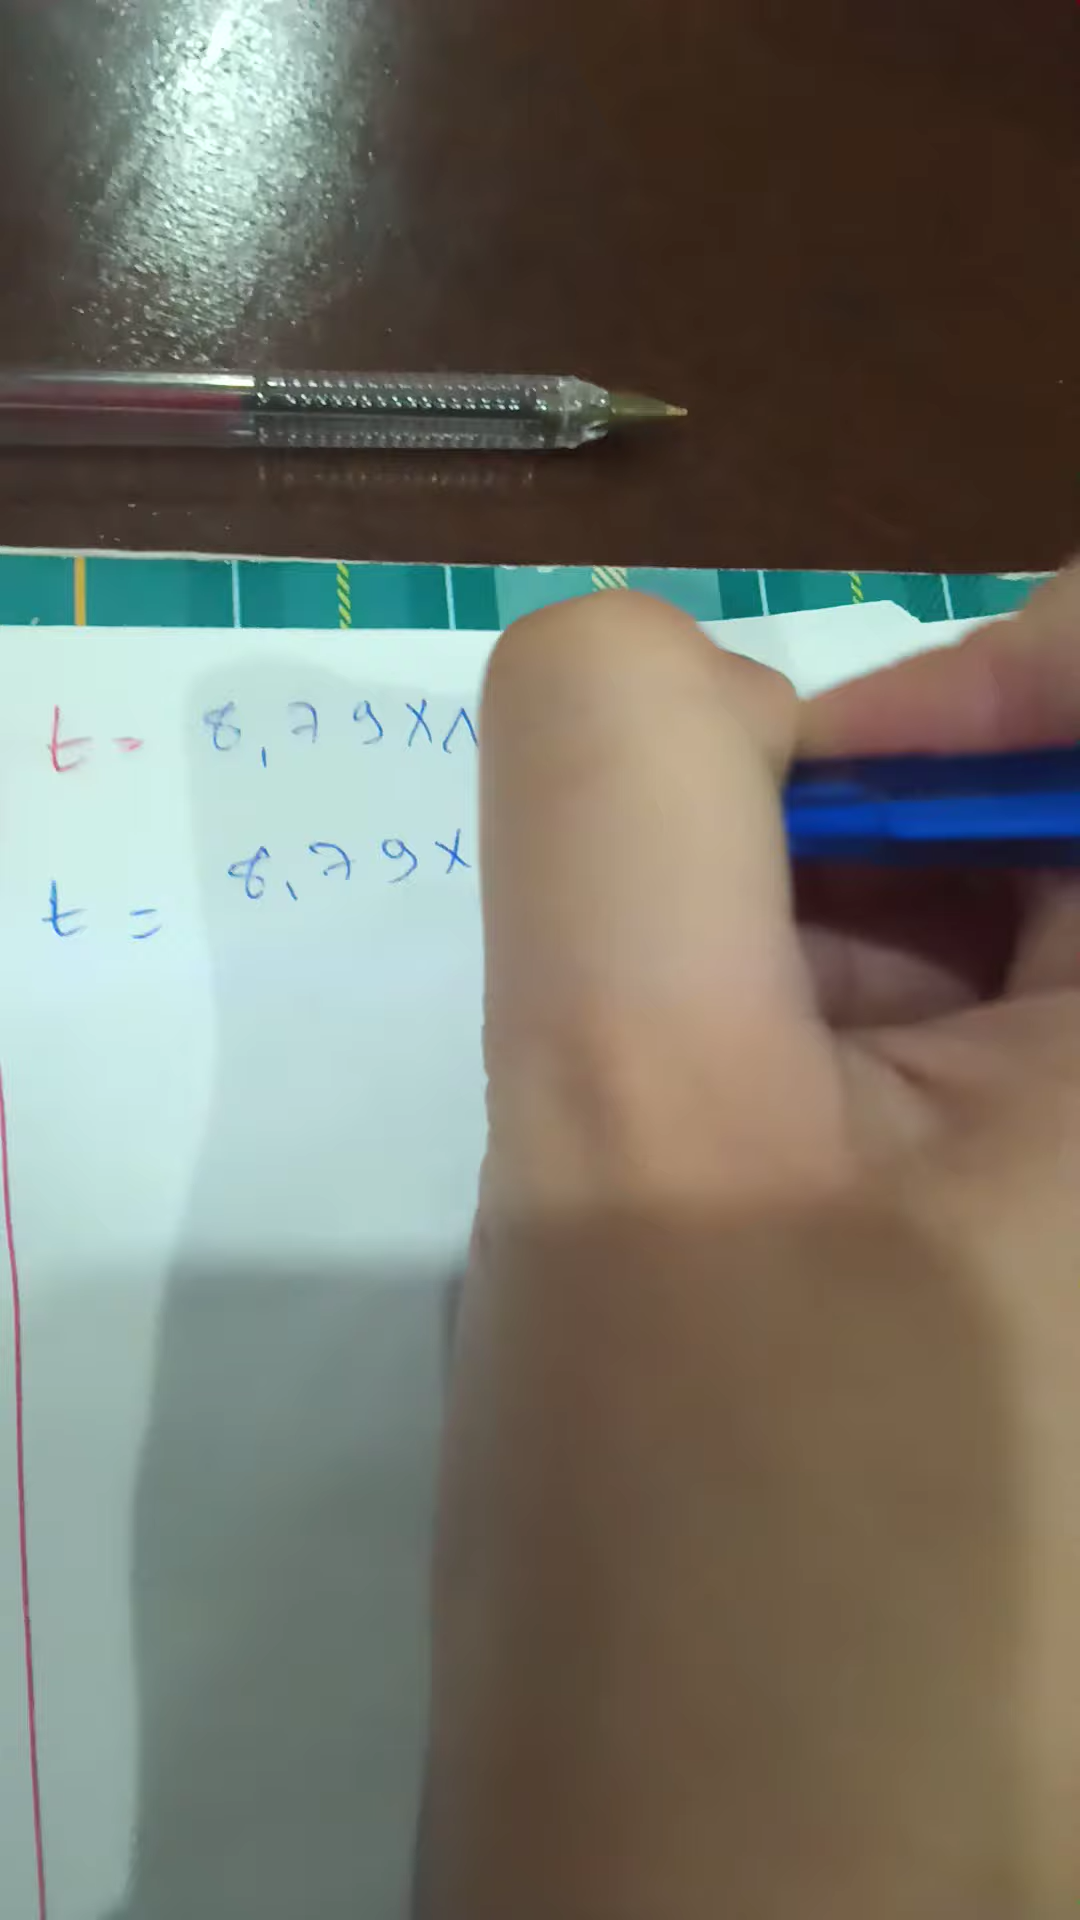 t = 8,79 x 1
t = 8,79 x